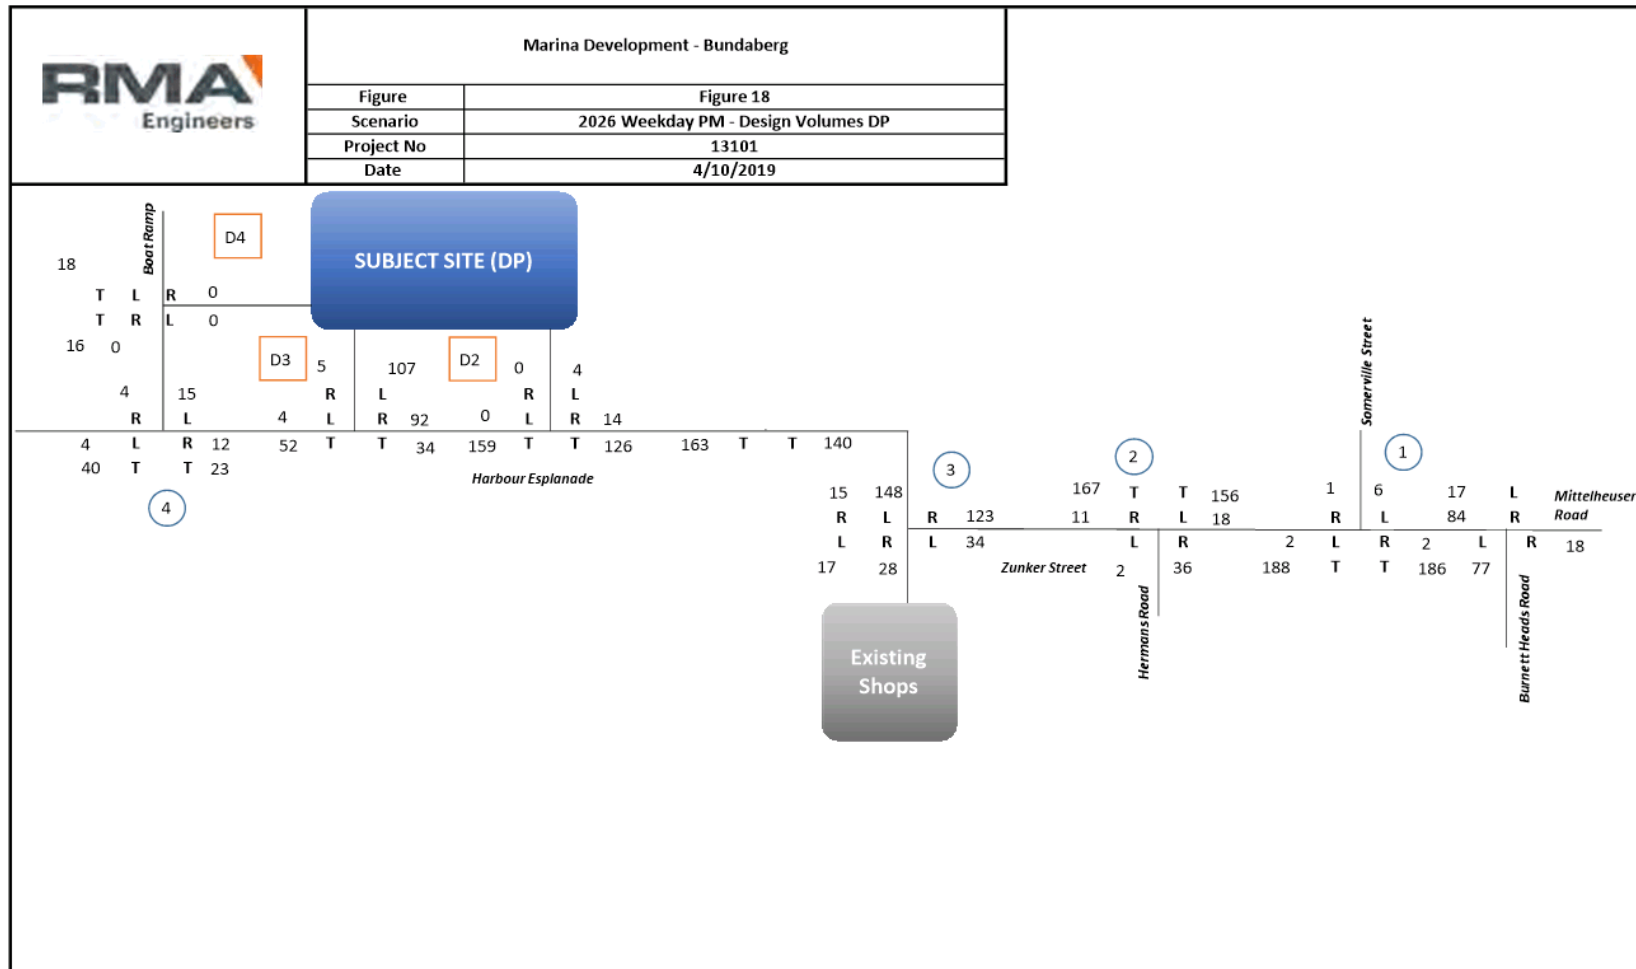 RMA
Engineers
Marina Development - Bundaberg
Figure Figure 18
Scenario 2026 Weekday PM - Design Volumes DP
Project No 13101
Date 4/10/2019
Boat Ramp
D4
SUBJECT SITE (DP)
18
T L R 0
T R L 0
16 0
D3
D2
5 107 0 4
4 15 R L R L
R L 4 L R 92 0 L R 14
4 L R 12 52 T T 34 159 T T 126 163 T T 140
40 T T 23
Harbour Esplanade
4
3
2
1
Somerville Street
15 148 167 T T 156 1 6 17 L
Mittelheuser
Road
R L R 123 11 R L 18 R L 84 R
L R L 34 L R 2 L R 2 L R 18
17 28 Zunker Street 2 36 188 T T 186 77
Hermans Road
Burnett Heads Road
Existing
Shops